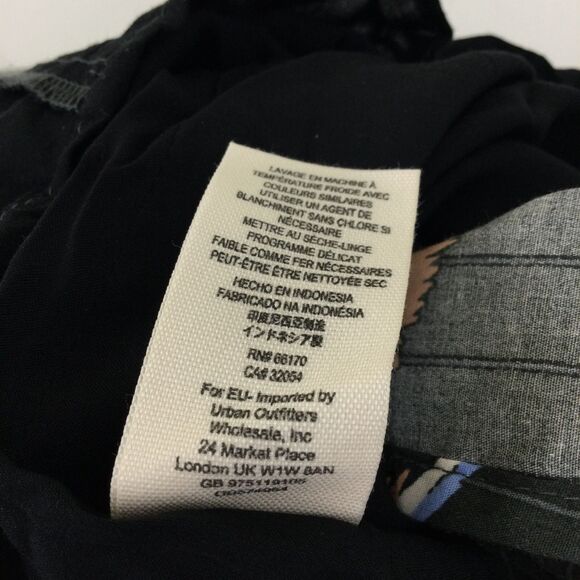 LAVAGE EN MACHINE À
TEMPÉRATURE FROIDE AVEC
COULEURS SIMILAIRES
UTILISER UN AGENT DE
BLANCHIMENT SANS CHLORE SI
NÉCESSAIRE
METTRE AU SÈCHE-LINGE
PROGRAMME DÉLICAT
FAIBLE COMME FER NÉCESSAIRES
PEUT-ÊTRE ÊTRE NETTOYÉE SEC
HECHO EN INDONESIA
FABRICADO NA INDONÉSIA
印度尼西亞制造
インドネシア製
RN# 66170
CA# 32054
For EU- Imported by
Urban Outfitters
Wholesale, Inc
24 Market Place
London UK W1W 8AN
GB 975119105